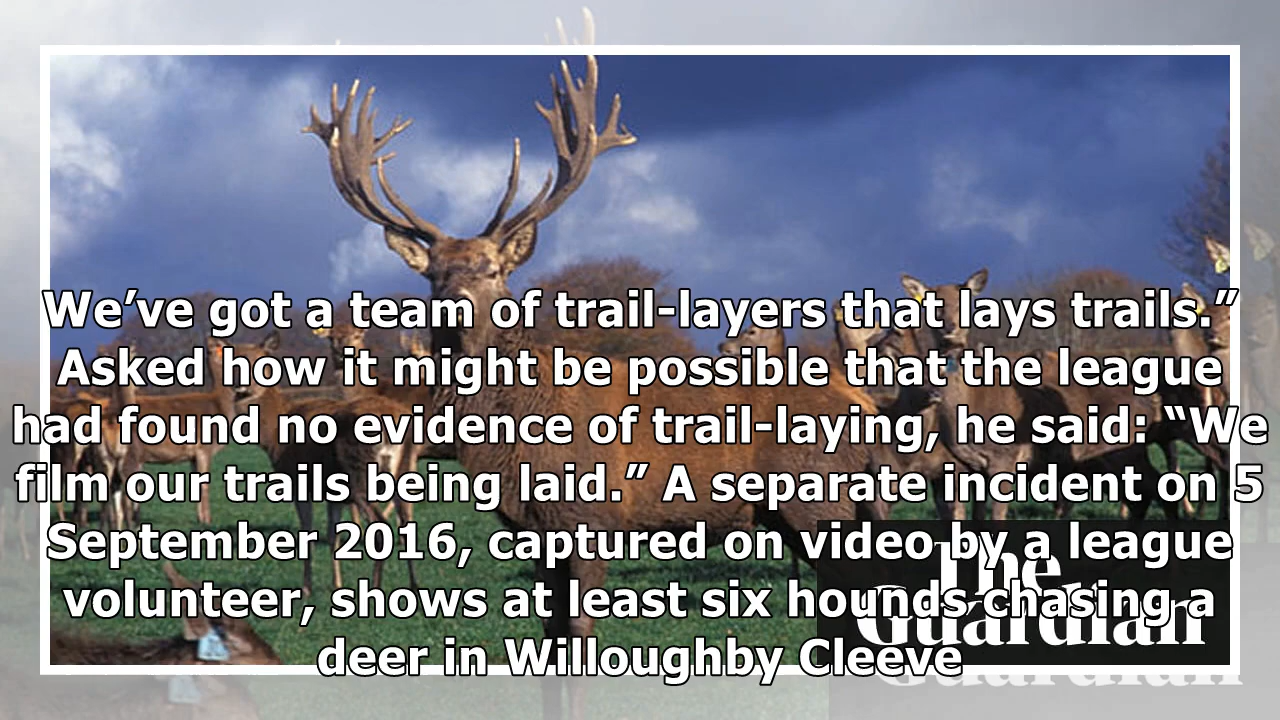 We’ve got a team of trail-layers that lays trails.”
Asked how it might be possible that the league
had found no evidence of trail-laying, he said: “We
film our trails being laid.” A separate incident on 5
September 2016, captured on video by a league
volunteer, shows at least six hounds chasing a
deer in Willoughby Cleeve
The
Guardian